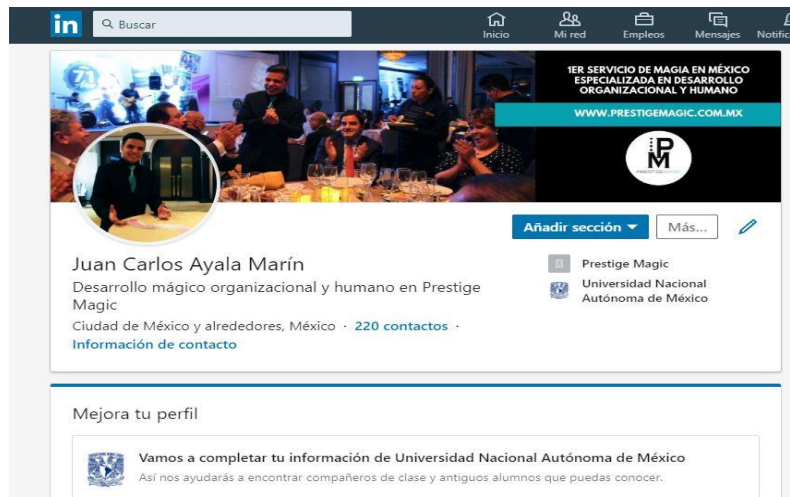 in
Buscar
Inicio
Mi red
Empleos
Mensajes
Notific
71
1ER SERVICIO DE MAGIA EN MÉXICO
ESPECIALIZADA EN DESARROLLO
ORGANIZACIONAL Y HUMANO
WWW.PRESTIGEMAGIC.COM.MX
PM
PRESTIGEMAGIC
Añadir sección
Más...
Juan Carlos Ayala Marín
Desarrollo mágico organizacional y humano en Prestige
Magic
Ciudad de México y alrededores, México · 220 contactos ·
Información de contacto
Prestige Magic
Universidad Nacional
Autónoma de México
Mejora tu perfil
Vamos a completar tu información de Universidad Nacional Autónoma de México
Así nos ayudarás a encontrar compañeros de clase y antiguos alumnos que puedas conocer.